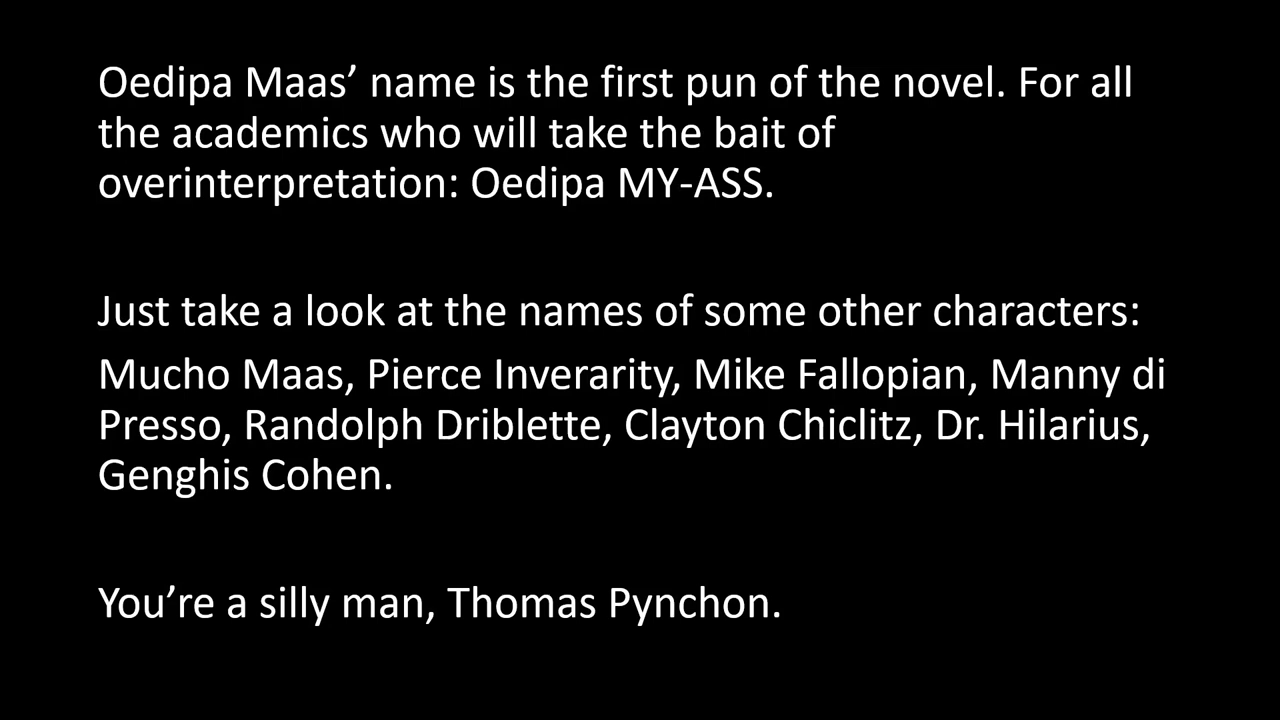 Oedipa Maas’ name is the first pun of the novel. For all
the academics who will take the bait of
overinterpretation: Oedipa MY-ASS.
Just take a look at the names of some other characters:
Mucho Maas, Pierce Inverarity, Mike Fallopian, Manny di
Presso, Randolph Driblette, Clayton Chiclitz, Dr. Hilarius,
Genghis Cohen.
You’re a silly man, Thomas Pynchon.